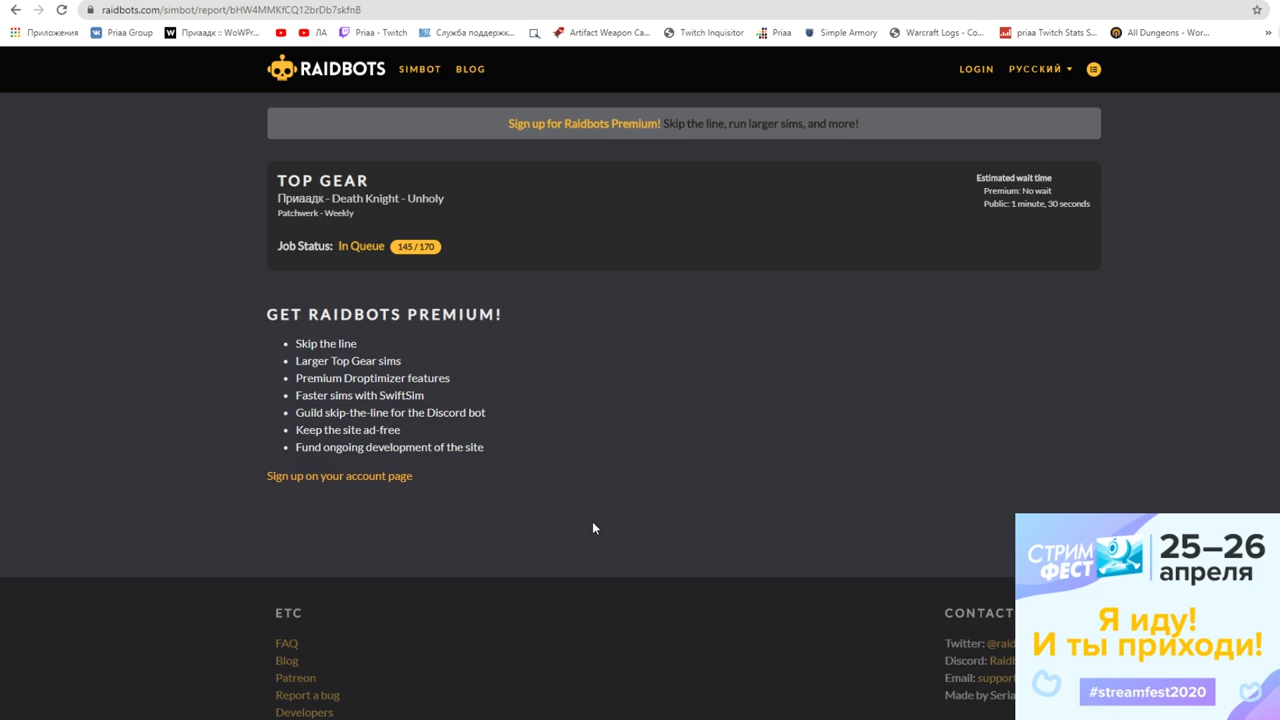 raidbots.com/simbot/report/bHW4MMKfCQ12brDb7skfnB
Приложения Priaa Group Приаадк :: WoWPr... ЛА Priaa - Twitch Служба поддержк... Artifact Weapon Ca... Twitch Inquisitor Priaa Simple Armory Warcraft Logs - Co... priaa Twitch Stats S... All Dungeons - Wor... »
RAIDBOTS SIMBOT BLOG LOGIN РУССКИЙ
Sign up for Raidbots Premium! Skip the line, run larger sims, and more!
TOP GEAR
Приаадк - Death Knight - Unholy
Patchwerk - Weekly
Job Status: In Queue 145 / 170
Estimated wait time
Premium: No wait
Public: 1 minute, 30 seconds
GET RAIDBOTS PREMIUM!
• Skip the line
• Larger Top Gear sims
• Premium Droptimizer features
• Faster sims with SwiftSim
• Guild skip-the-line for the Discord bot
• Keep the site ad-free
• Fund ongoing development of the site
Sign up on your account page
ETC
FAQ
Blog
Patreon
Report a bug
Developers
CONTACT
Twitter: @raid
Discord: Raidb
Email: support
Made by Seria
СТРИМ
ФЕСТ
25–26
апреля
Я иду!
И ты приходи!
#streamfest2020